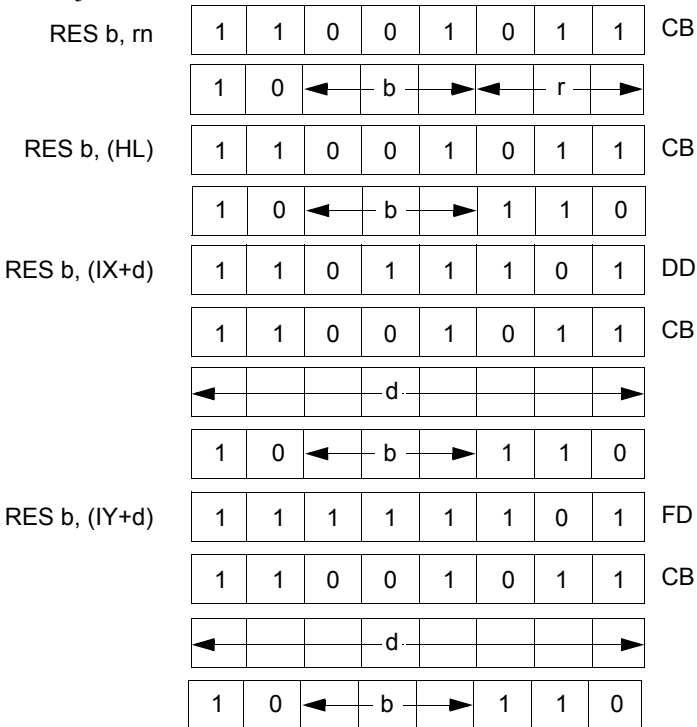 RES b, rn 1 1 0 0 1 0 1 1 CB
1 0 b r
RES b, (HL) 1 1 0 0 1 0 1 1 CB
1 0 b 1 1 0
RES b, (IX+d) 1 1 0 1 1 1 0 1 DD
1 1 0 0 1 0 1 1 CB
d
1 0 b 1 1 0
RES b, (IY+d) 1 1 1 1 1 1 0 1 FD
1 1 0 0 1 0 1 1 CB
d
1 0 b 1 1 0